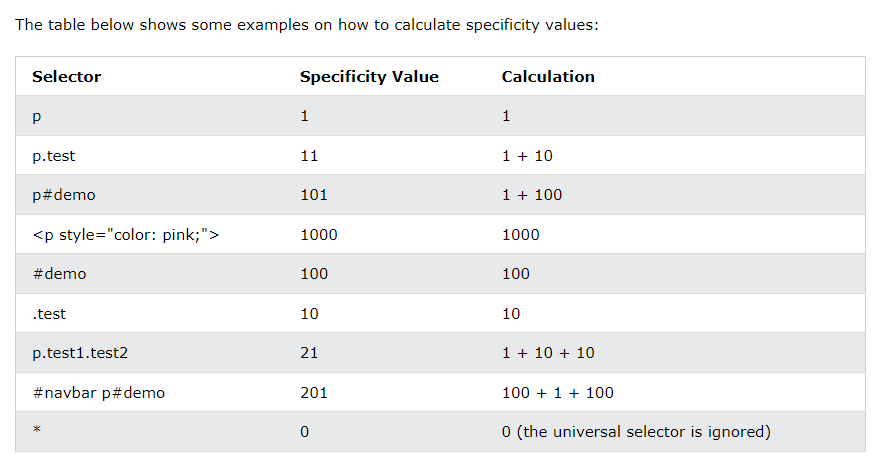 The table below shows some examples on how to calculate specificity values:
Selector Specificity Value Calculation
p 1 1
p.test 11 1 + 10
p#demo 101 1 + 100
<p style="color: pink;"> 1000 1000
#demo 100 100
.test 10 10
p.test1.test2 21 1 + 10 + 10
#navbar p#demo 201 100 + 1 + 100
* 0 0 (the universal selector is ignored)